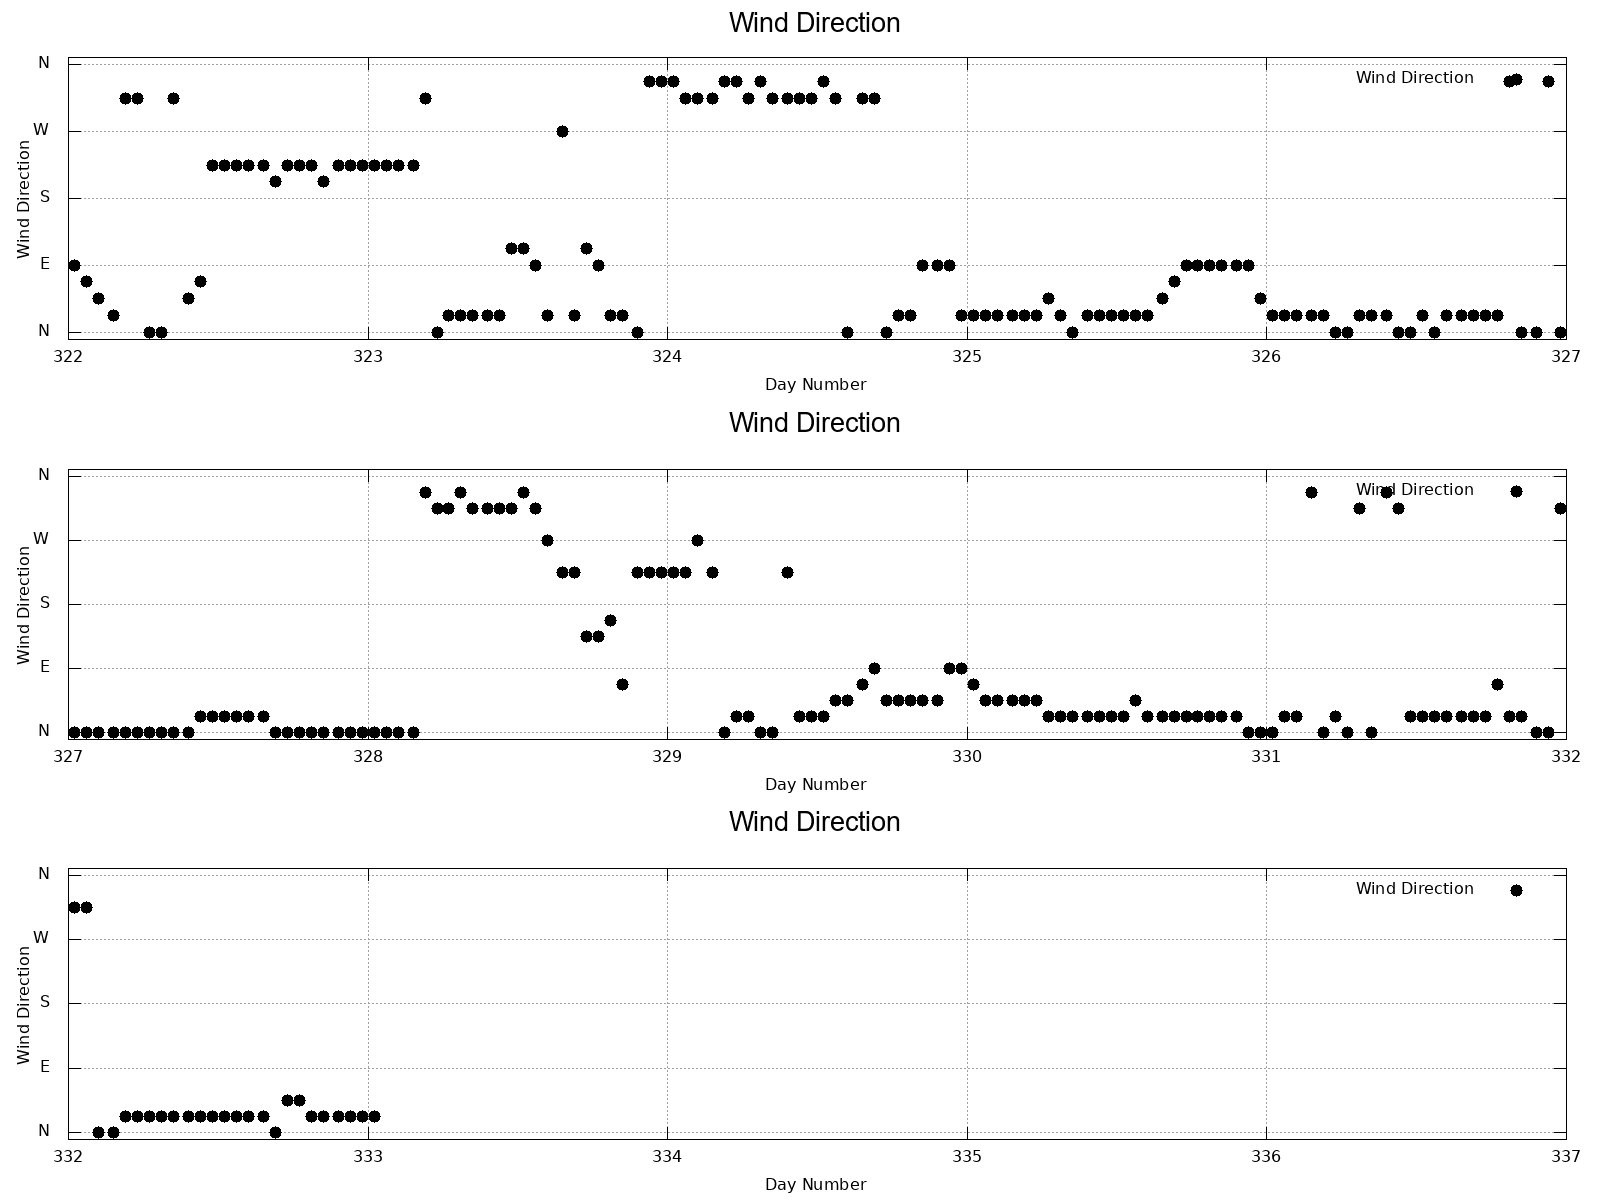 Wind Direction
N
Wind Direction
W
S
E
N
Wind Direction
322 323 324 325 326 327
Day Number
Wind Direction
N
Wind Direction
W
S
E
N
Wind Direction
327 328 329 330 331 332
Day Number
Wind Direction
N
Wind Direction
W
S
E
N
Wind Direction
332 333 334 335 336 337
Day Number